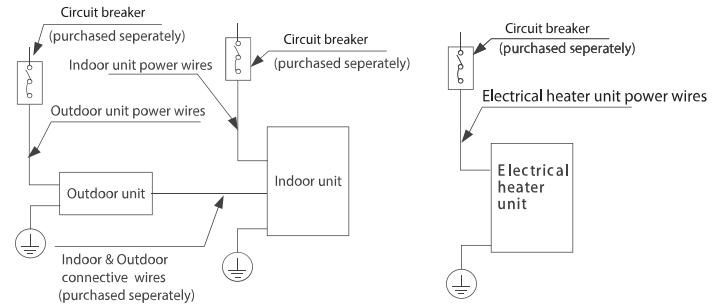 Circuit breaker
(purchased seperately)
Indoor unit power wires
Circuit breaker
(purchased seperately)
Outdoor unit power wires
Outdoor unit
Indoor unit
Indoor & Outdoor
connective wires
(purchased seperately)
Circuit breaker
(purchased seperately)
Electrical heater unit power wires
Electrical
heater
unit